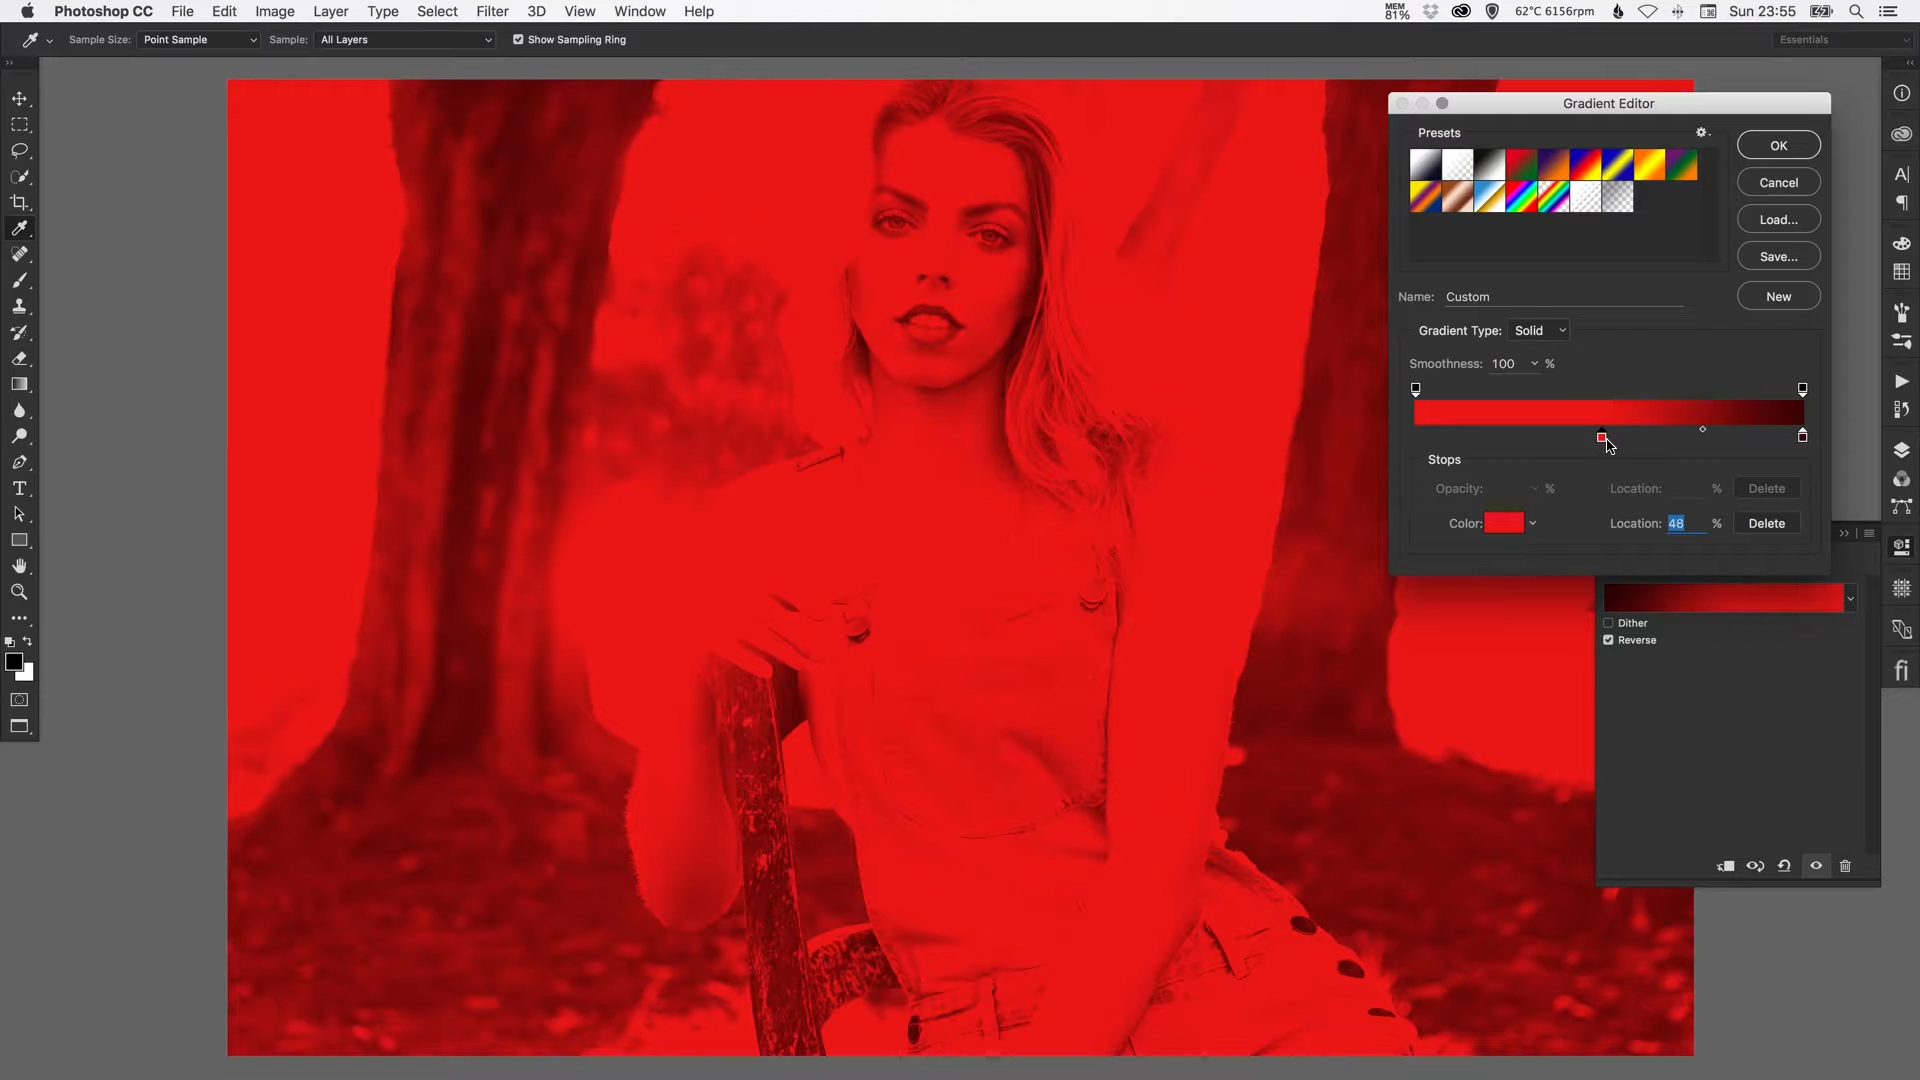 Photoshop CC File Edit Image Layer Type Select Filter 3D View Window Help MEM 81% 62°C 6156rpm Sun 23:55
Sample Size: Point Sample Sample: All Layers Show Sampling Ring Essentials
Gradient Editor
Presets
OK
Cancel
Load...
Save...
Name: Custom
New
Gradient Type: Solid
Smoothness: 100 %
Stops
Opacity: % Location: % Delete
Color: Location: 48 % Delete
Dither
Reverse